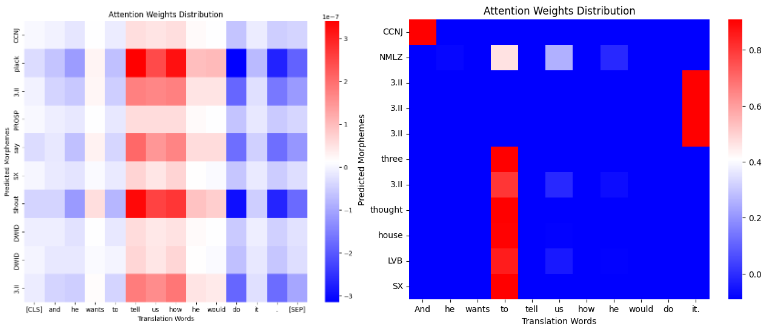 Attention Weights Distribution
1e−7
CCNJ
pluck
3.II
PROSP
say
SX
Shout
DWND
DWND
3.II
Predicted Morphemes
[CLS] and he wants to tell us how he would do it . [SEP]
Translation Words
3
2
1
0
−1
−2
−3
Attention Weights Distribution
CCNJ
NMLZ
3.II
3.II
3.II
three
3.II
thought
house
LVB
SX
Predicted Morphemes
And he wants to tell us how he would do it.
Translation Words
0.8
0.6
0.4
0.2
0.0